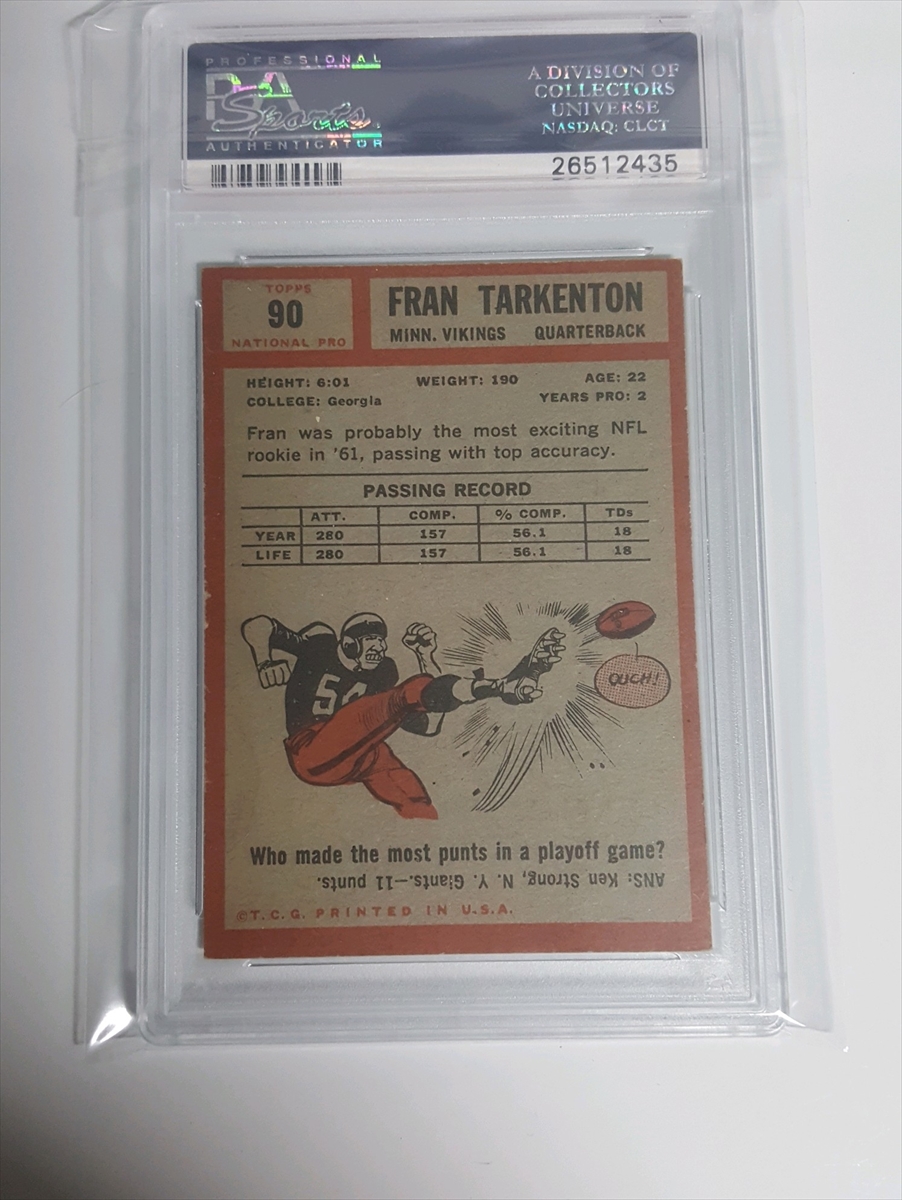 PROFESSIONAL
PSA
Sports
AUTHENTICATOR
A DIVISION OF
COLLECTORS
UNIVERSE
NASDAQ: CLCT
26512435
TOPPS
90
NATIONAL PRO
FRAN TARKENTON
MINN. VIKINGS QUARTERBACK
HEIGHT: 6:01 WEIGHT: 190 AGE: 22
COLLEGE: Georgia YEARS PRO: 2
Fran was probably the most exciting NFL
rookie in '61, passing with top accuracy.
PASSING RECORD
ATT. COMP. % COMP. TDs
YEAR 280 157 56.1 18
LIFE 280 157 56.1 18
54
OUCH!
Who made the most punts in a playoff game?
ANS: Ken Strong, N. Y. Giants.—11 punts.
©T.C.G. PRINTED IN U.S.A.